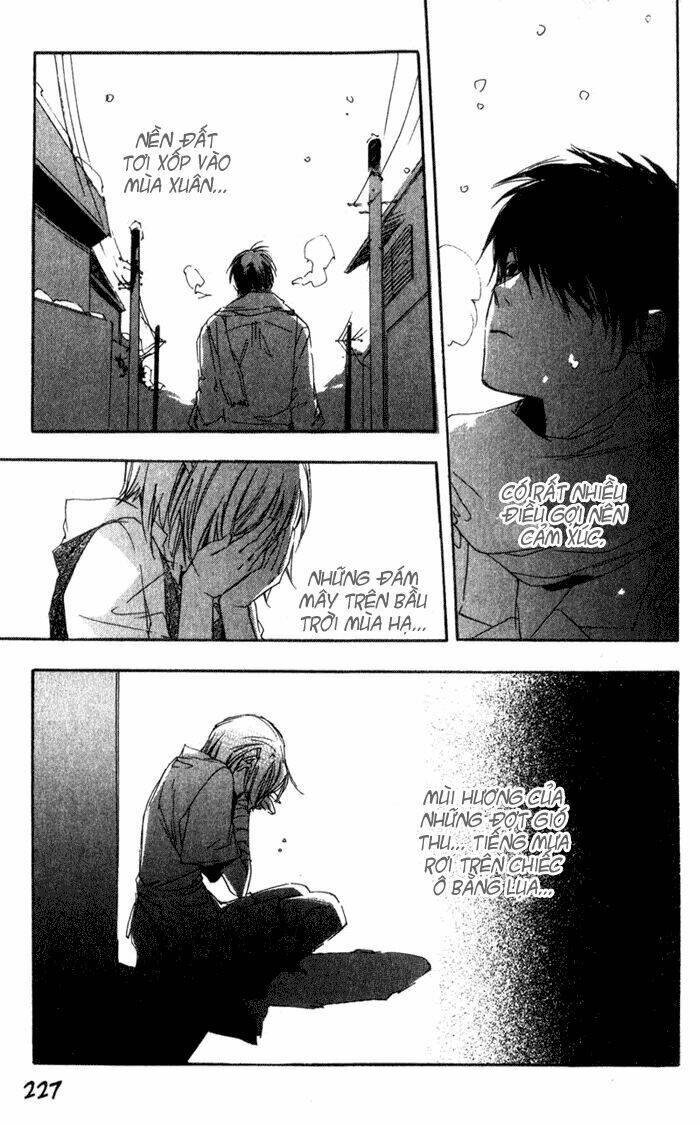 CÓ RẤT NHIỀU
ĐIỀU GỢI NÊN
CẢM XÚC.
NỀN ĐẤT
TƠI XỐP VÀO
MÙA XUÂN...
NHỮNG ĐÁM
MÂY TRÊN BẦU
TRỜI MÙA HẠ...
MÙI HƯƠNG CỦA
NHỮNG ĐỢT GIÓ
THU... TIẾNG MƯA
RƠI TRÊN CHIẾC
Ô BẰNG LỤA...
227